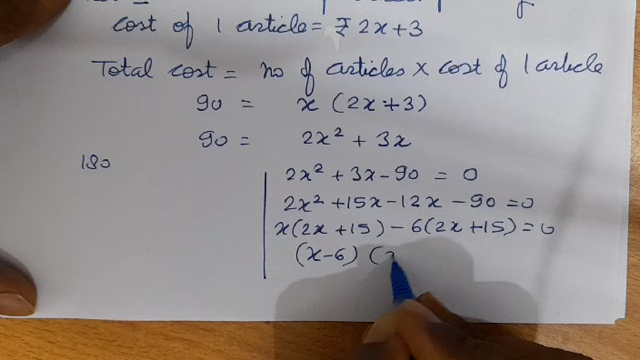 cost of 1 article = ₹ 2x+3
Total cost = no of articles × cost of 1 article
90 = x (2x+3)
90 = 2x² + 3x
180
2x² + 3x - 90 = 0
2x² + 15x - 12x - 90 = 0
x(2x+15) - 6(2x+15) = 0
(x-6) (